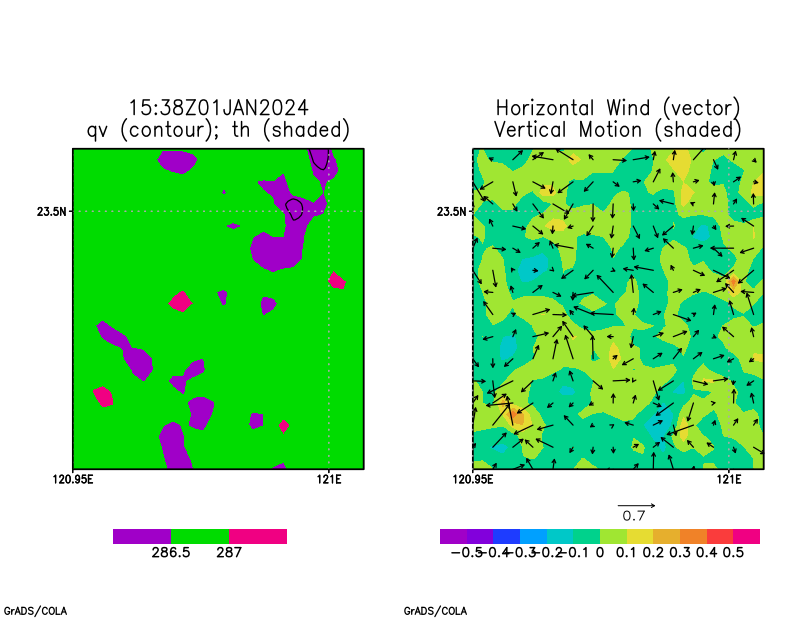 15:38Z01JAN2024
qv (contour); th (shaded)
23.5N
120.95E 121E
286.5 287
Horizontal Wind (vector)
Vertical Motion (shaded)
23.5N
120.95E 121E
0.7
-0.5 -0.4 -0.3 -0.2 -0.1 0 0.1 0.2 0.3 0.4 0.5
GrADS/COLA GrADS/COLA